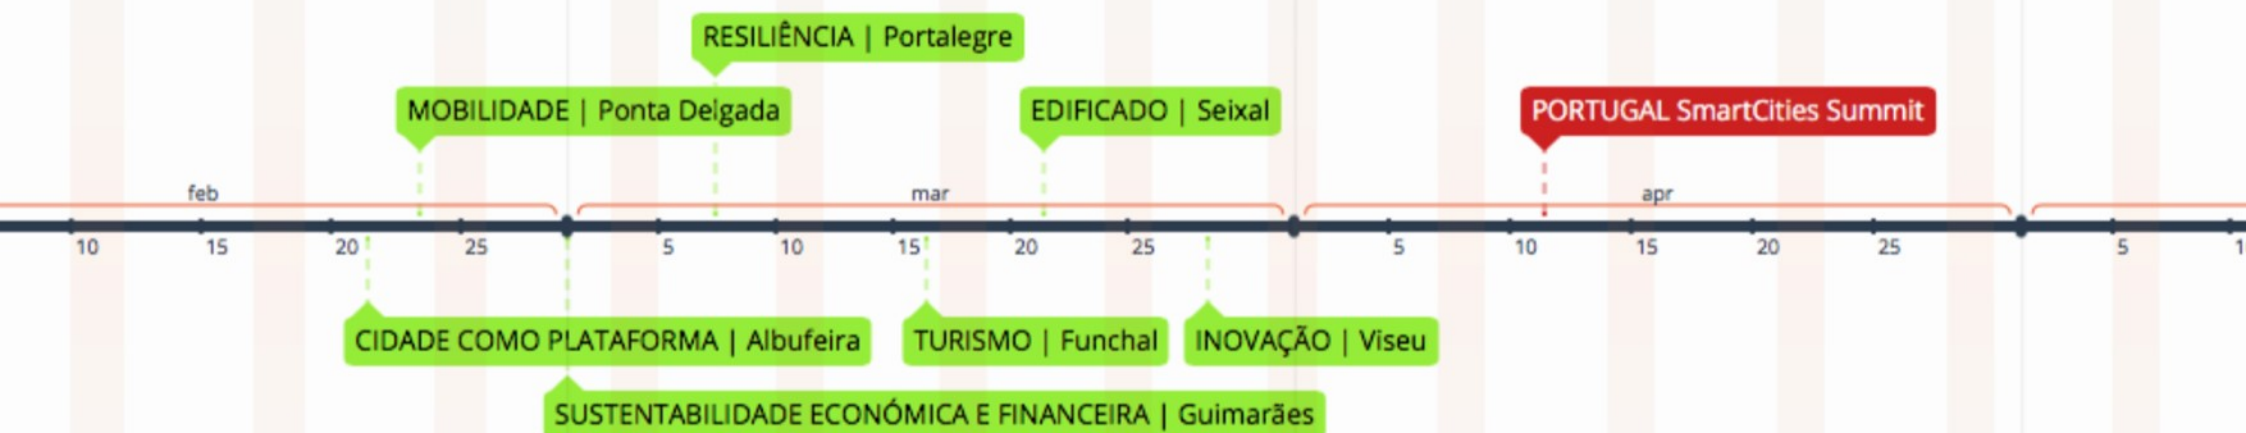 RESILIÊNCIA | Portalegre
MOBILIDADE | Ponta Delgada
EDIFICADO | Seixal
PORTUGAL SmartCities Summit
feb mar apr
10 15 20 25 5 10 15 20 25 5 10 15 20 25 5
CIDADE COMO PLATAFORMA | Albufeira
TURISMO | Funchal
INOVAÇÃO | Viseu
SUSTENTABILIDADE ECONÓMICA E FINANCEIRA | Guimarães